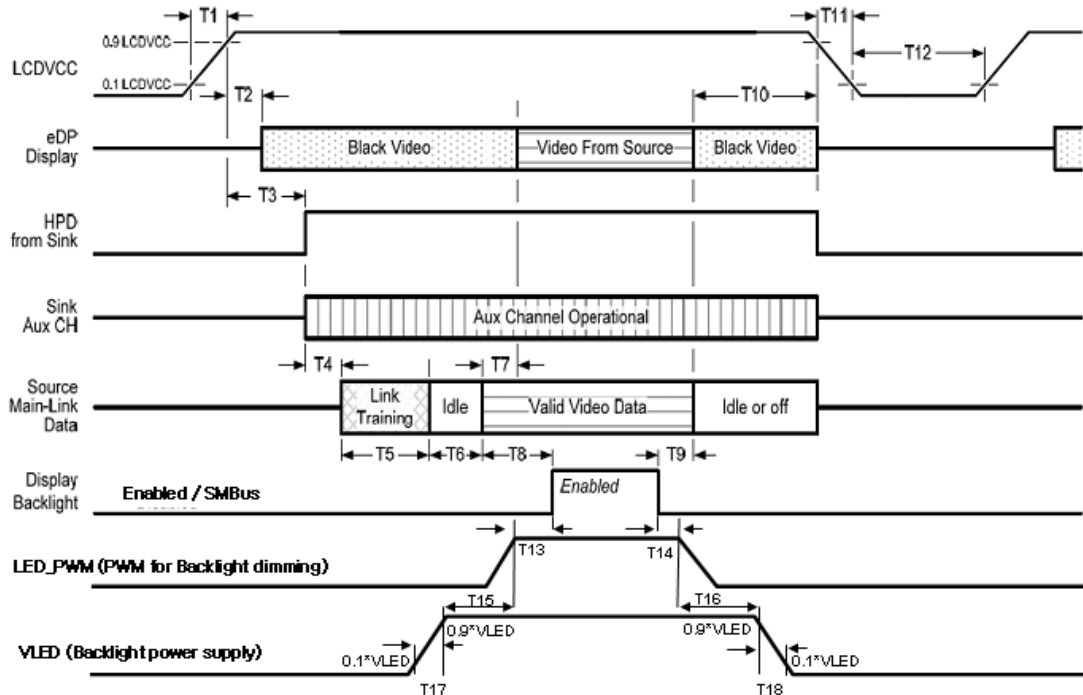 T1
T11
0.9 LCDVCC
T12
LCDVCC
0.1 LCDVCC
T2
T10
eDP
Display
Black Video
Video From Source
Black Video
T3
HPD
from Sink
Sink
Aux CH
Aux Channel Operational
T4
T7
Source
Main-Link
Data
Link
Training
Idle
Valid Video Data
Idle or off
T5
T6
T8
T9
Display
Backlight
Enabled / SMBus
Enabled
LED_PWM (PWM for Backlight dimming)
T13
T14
T15
T16
0.9*VLED
0.9*VLED
VLED (Backlight power supply)
0.1*VLED
0.1*VLED
T17
T18